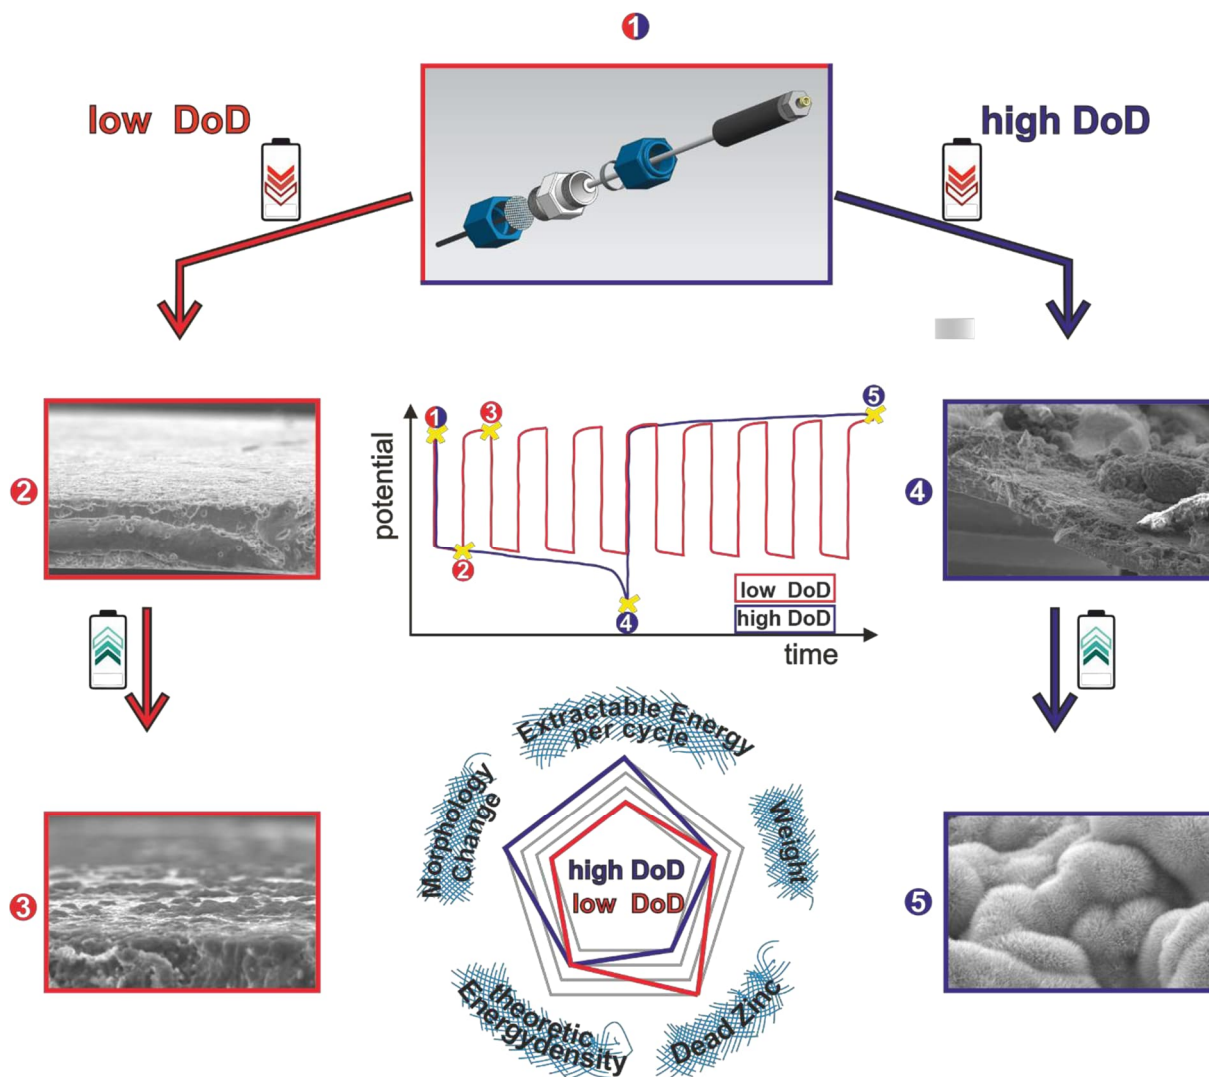 1
low DoD
high DoD
2
3
4
5
potential
time
1
3
5
2
4
low DoD
high DoD
Extractable Energy
per cycle
Morphology
Change
Weight
high DoD
low DoD
theoretic
Energydensity
Dead Zinc